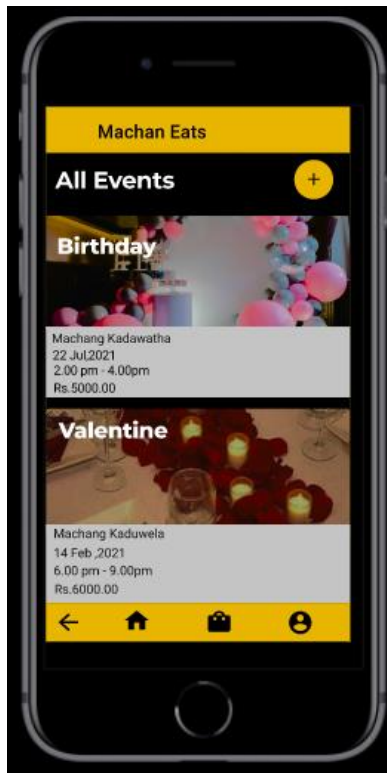 Machan Eats
All Events
+
Birthday
Machang Kadawatha
22 Jul,2021
2.00 pm - 4.00pm
Rs.5000.00
Valentine
Machang Kaduwela
14 Feb ,2021
6.00 pm - 9.00pm
Rs.6000.00